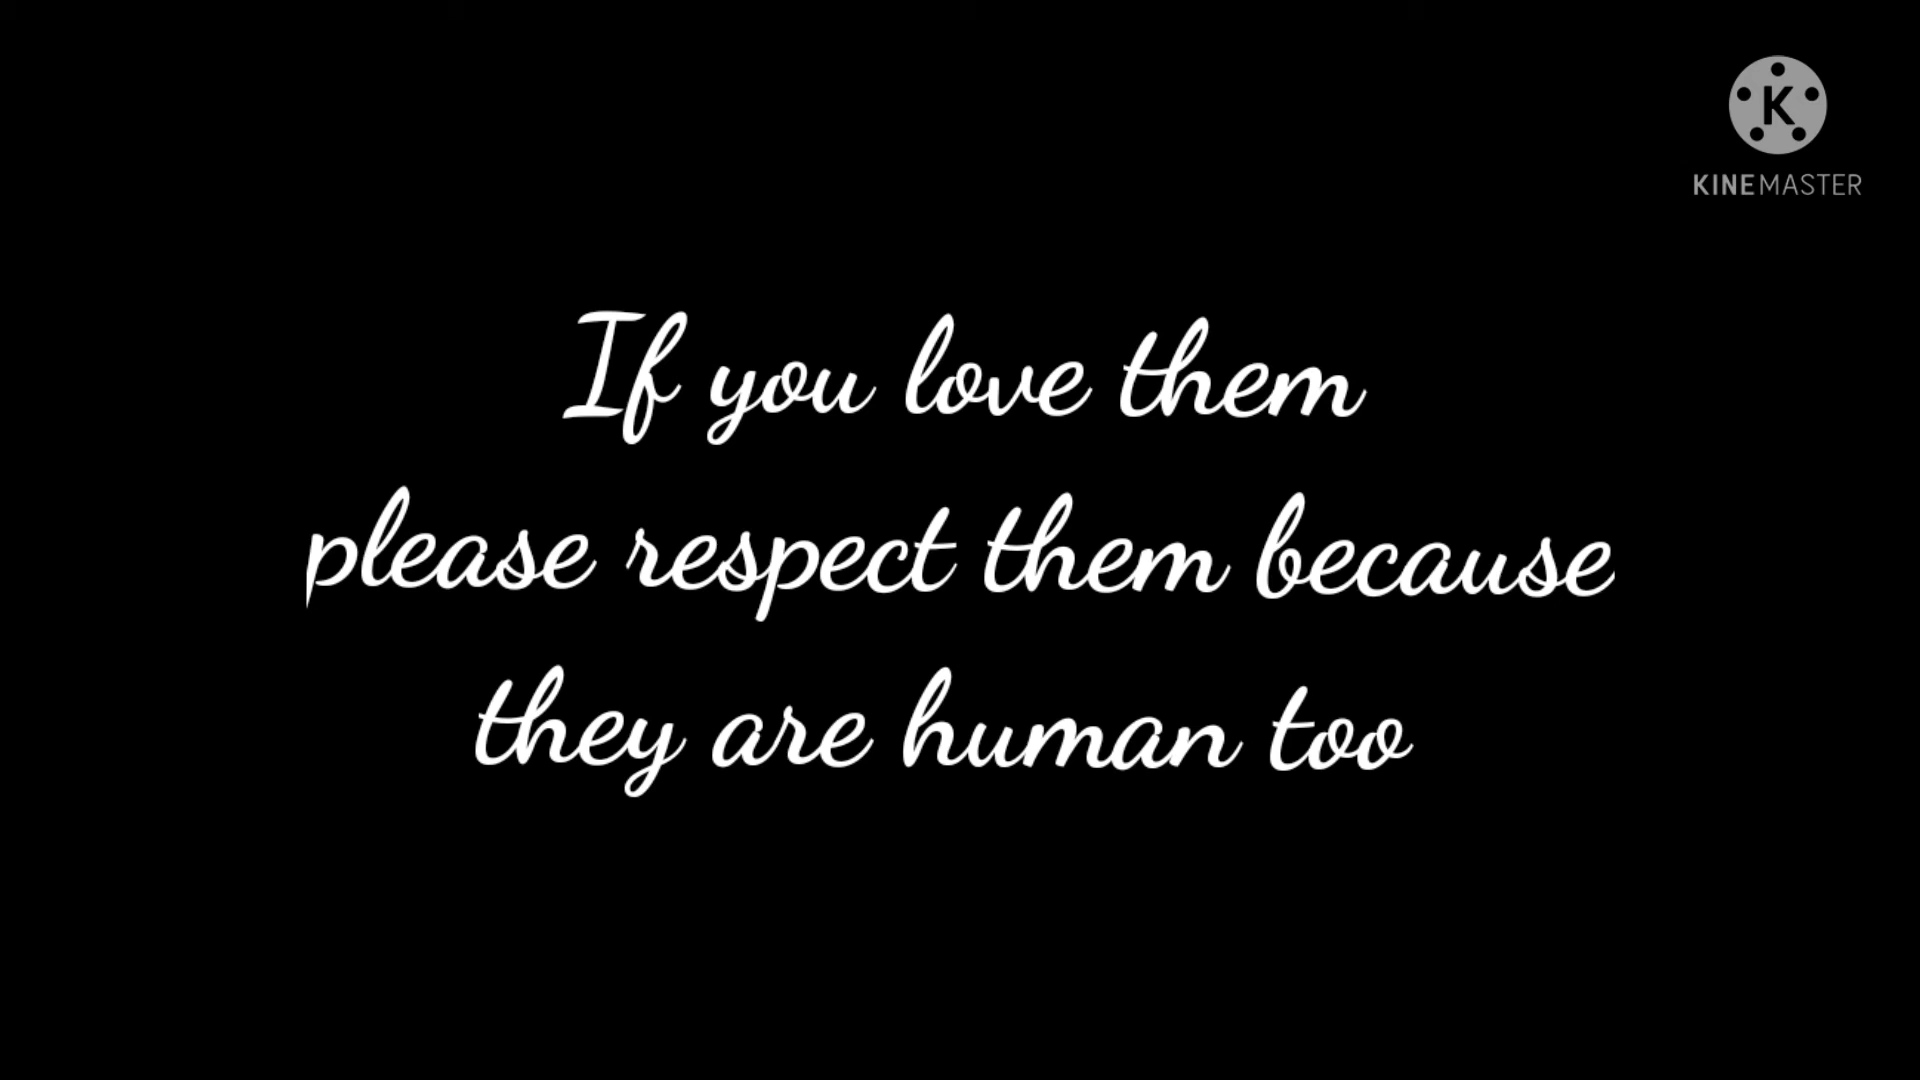 K
KINEMASTER
If you love them
please respect them because
they are human too